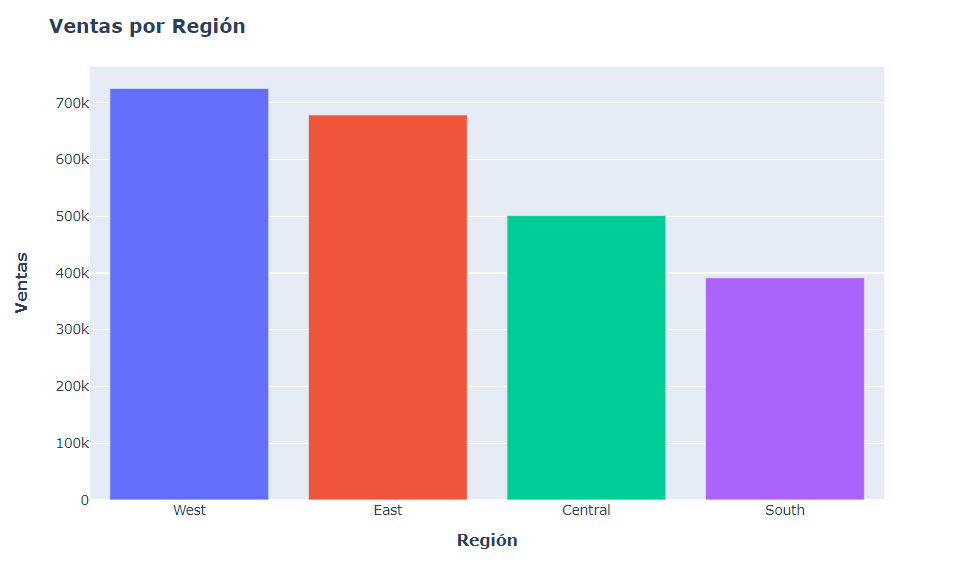 Ventas por Región
Ventas
700k
600k
500k
400k
300k
200k
100k
0
West
East
Central
South
Región